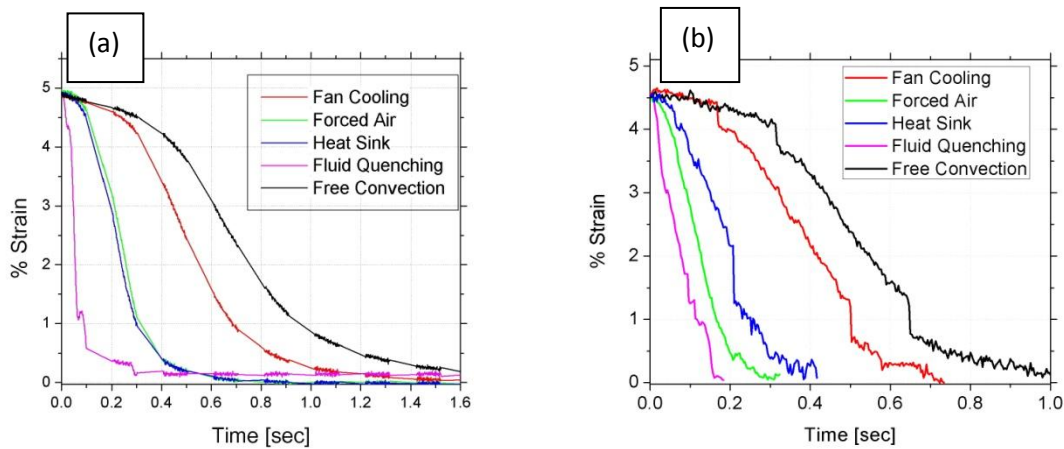 (a)
5
4
3
2
1
0
% Strain
Fan Cooling
Forced Air
Heat Sink
Fluid Quenching
Free Convection
0.0 0.2 0.4 0.6 0.8 1.0 1.2 1.4 1.6
Time [sec]
(b)
5
4
3
2
1
0
% Strain
Fan Cooling
Forced Air
Heat Sink
Fluid Quenching
Free Convection
0.0 0.2 0.4 0.6 0.8 1.0
Time [sec]